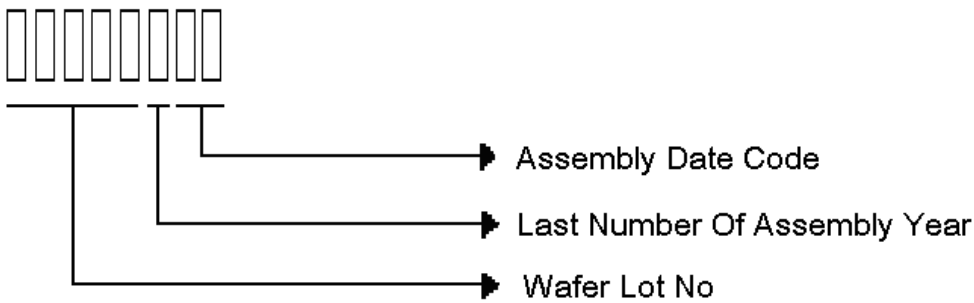 Assembly Date Code
Last Number Of Assembly Year
Wafer Lot No